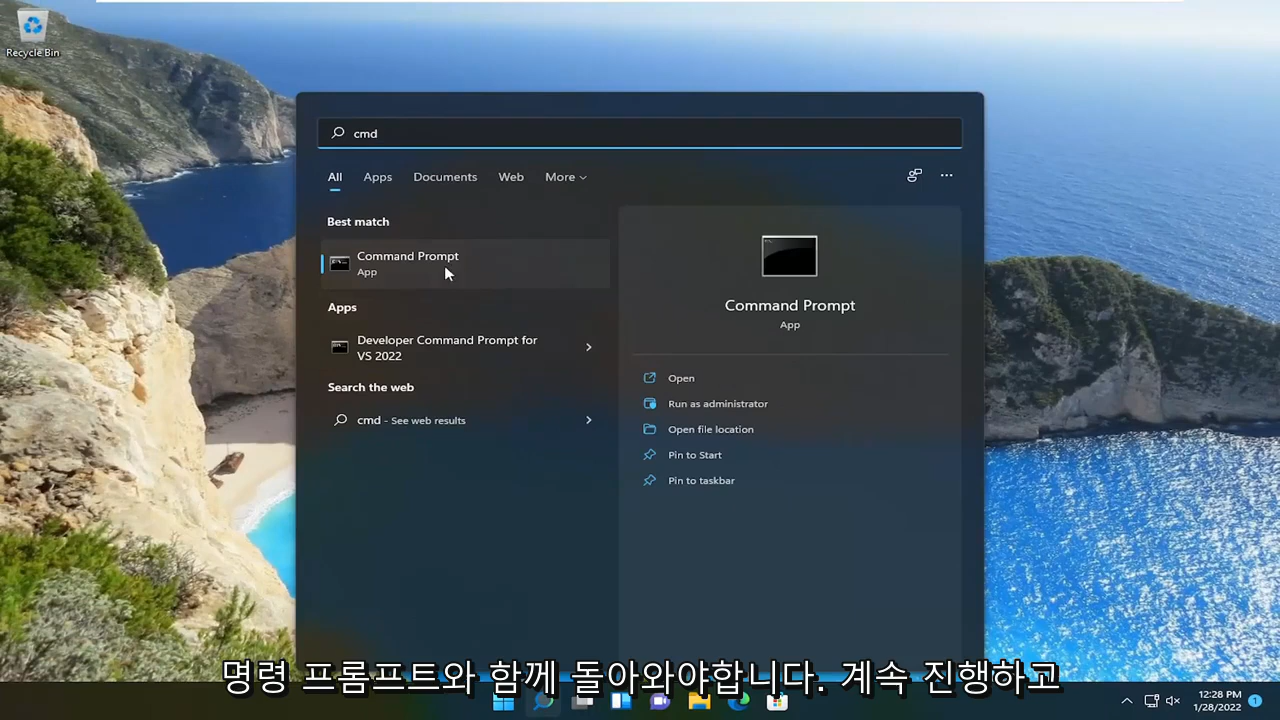 Recycle Bin
cmd
All
Apps
Documents
Web
More
Best match
Command Prompt
App
Apps
Developer Command Prompt for
VS 2022
Search the web
cmd - See web results
Command Prompt
App
Open
Run as administrator
Open file location
Pin to Start
Pin to taskbar
명령 프롬프트와 함께 돌아와야합니다. 계속 진행하고
12:28 PM
1/28/2022
1